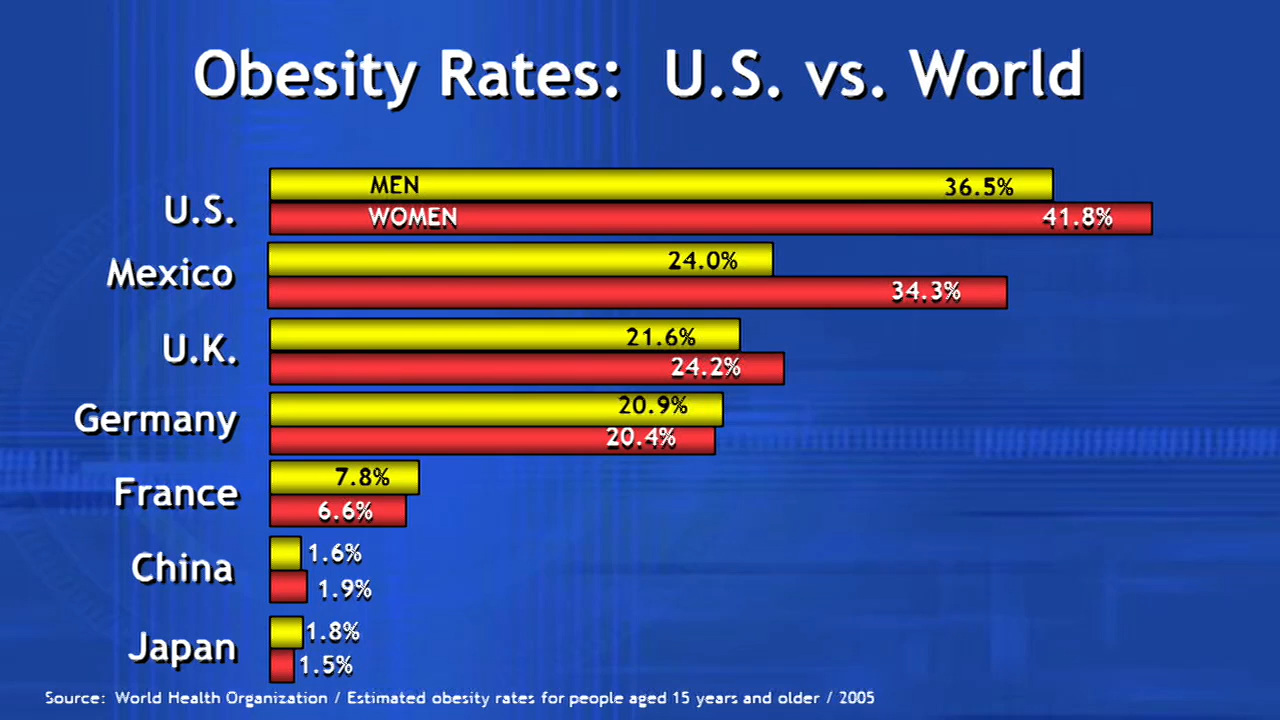 Obesity Rates: U.S. vs. World
U.S.
MEN
36.5%
WOMEN
41.8%
Mexico
24.0%
34.3%
U.K.
21.6%
24.2%
Germany
20.9%
20.4%
France
7.8%
6.6%
China
1.6%
1.9%
Japan
1.8%
1.5%
Source: World Health Organization / Estimated obesity rates for people aged 15 years and older / 2005